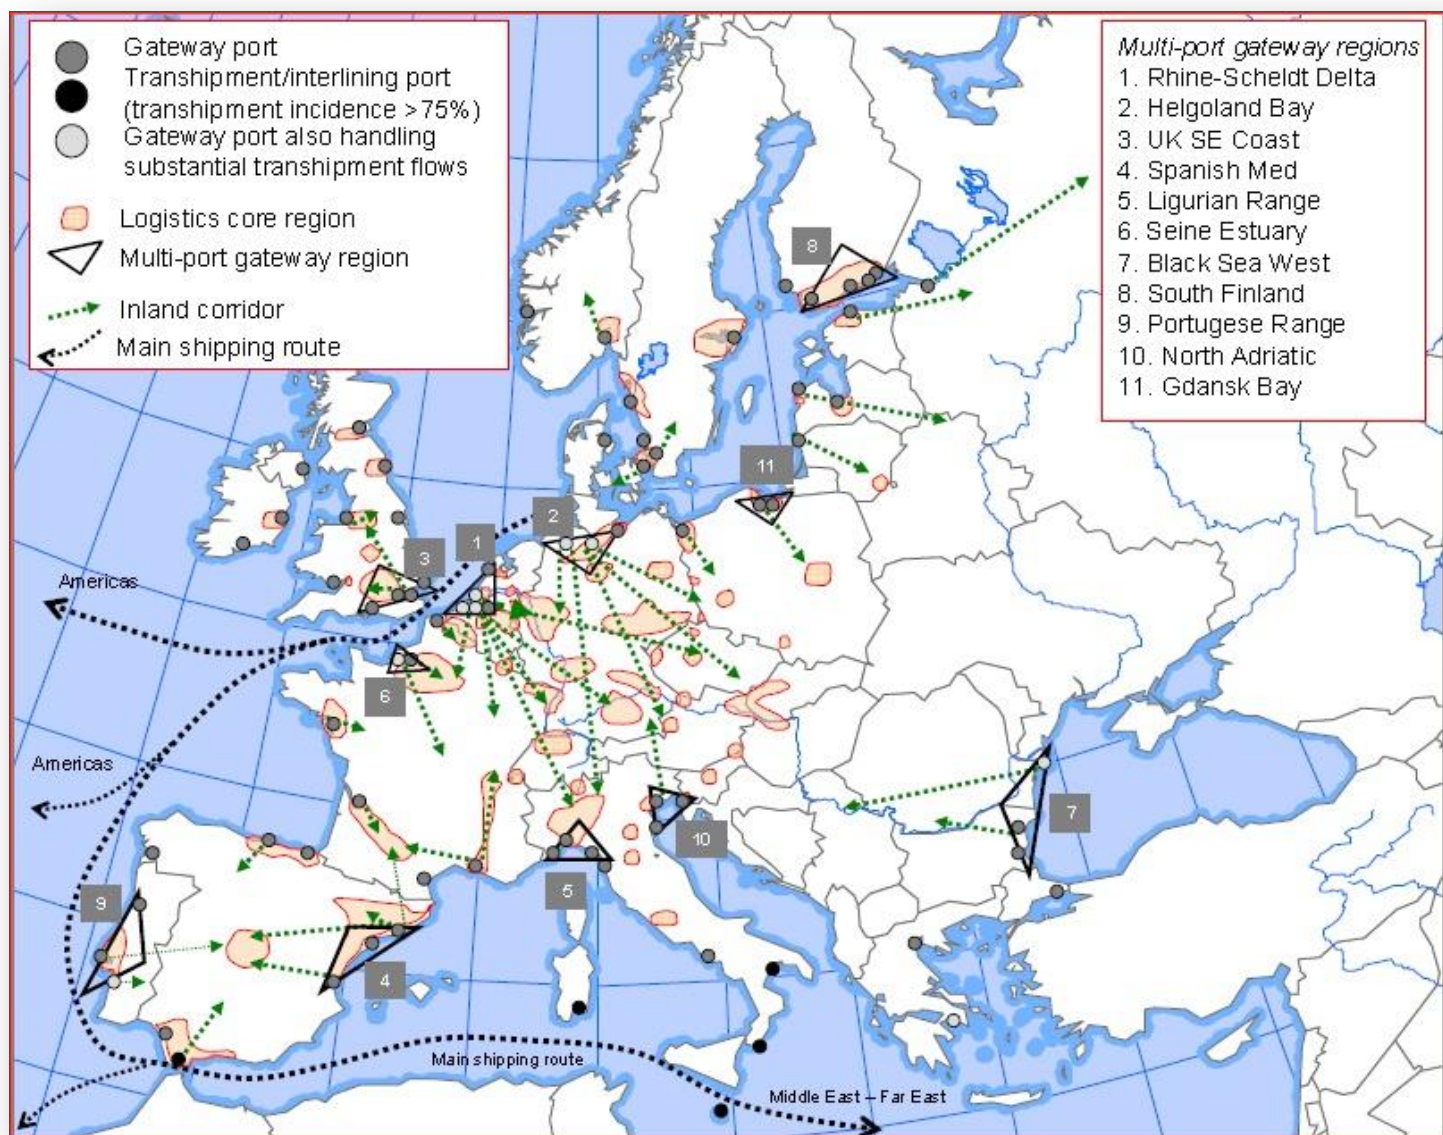 Gateway port
Transhipment/interlining port
(transhipment incidence >75%)
Gateway port also handling
substantial transhipment flows
Logistics core region
Multi-port gateway region
Inland corridor
Main shipping route
Multi-port gateway regions
1. Rhine-Scheldt Delta
2. Helgoland Bay
3. UK SE Coast
4. Spanish Med
5. Ligurian Range
6. Seine Estuary
7. Black Sea West
8. South Finland
9. Portugese Range
10. North Adriatic
11. Gdansk Bay
8
11
2
1
3
Americas
6
Americas
7
10
5
9
4
Main shipping route
Middle East – Far East